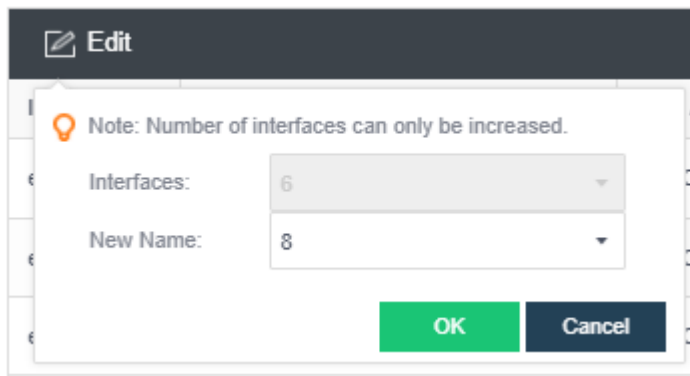 Edit
Note: Number of interfaces can only be increased.
Interfaces: 6
New Name: 8
OK Cancel